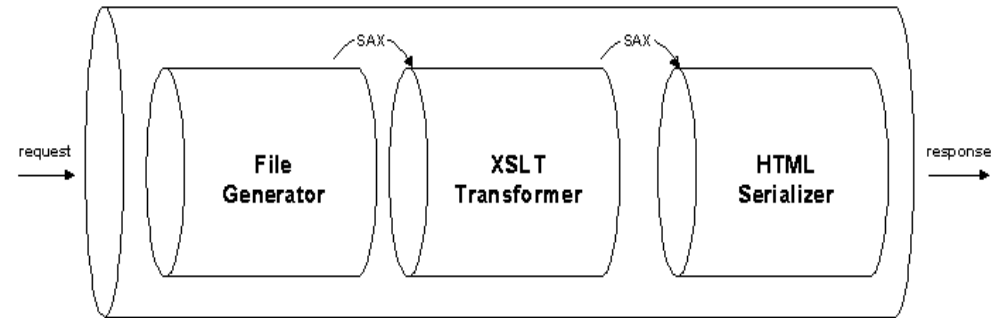 SAX
SAX
request
File
Generator
XSLT
Transformer
HTML
Serializer
response